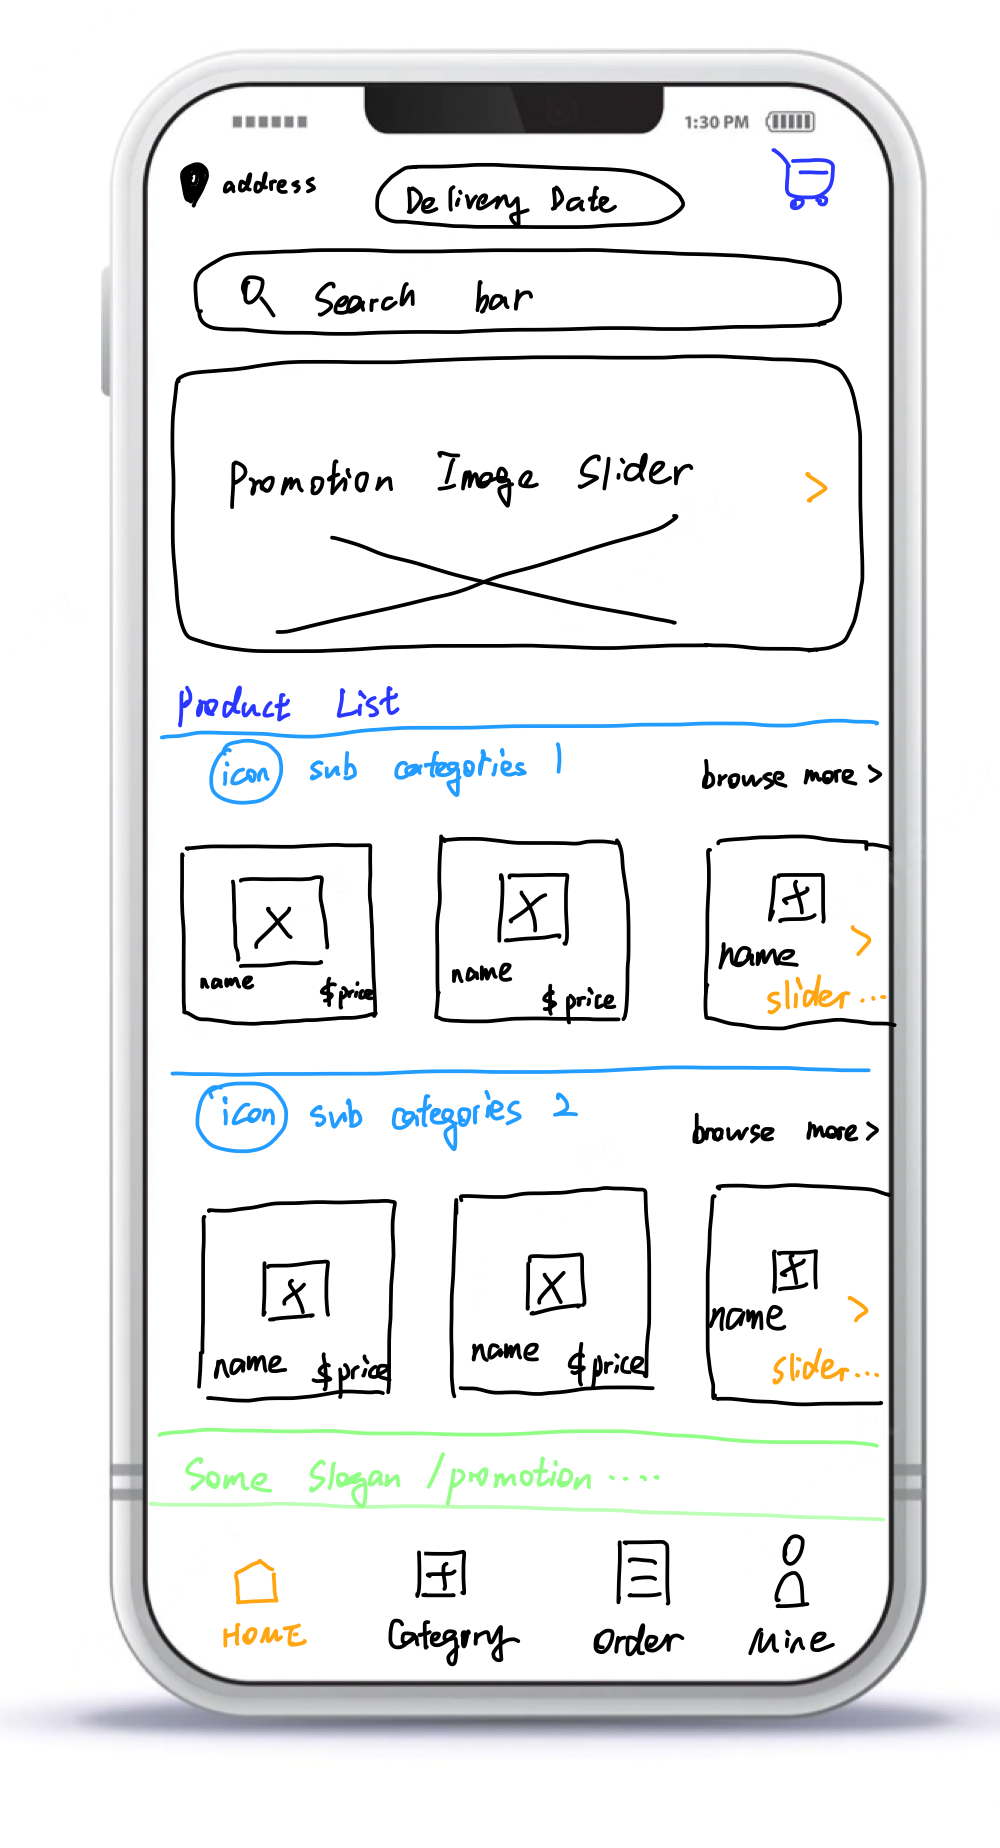 1:30 PM
address
Delivery Date
Search bar
Promotion Image Slider
>
Product List
icon sub categories 1
browse more >
name
$price
name
$price
name
>
slider...
icon sub categories 2
browse more >
name $price
name $price
name
>
slider...
Some Slogan /promotion ....
HOME Category Order Mine